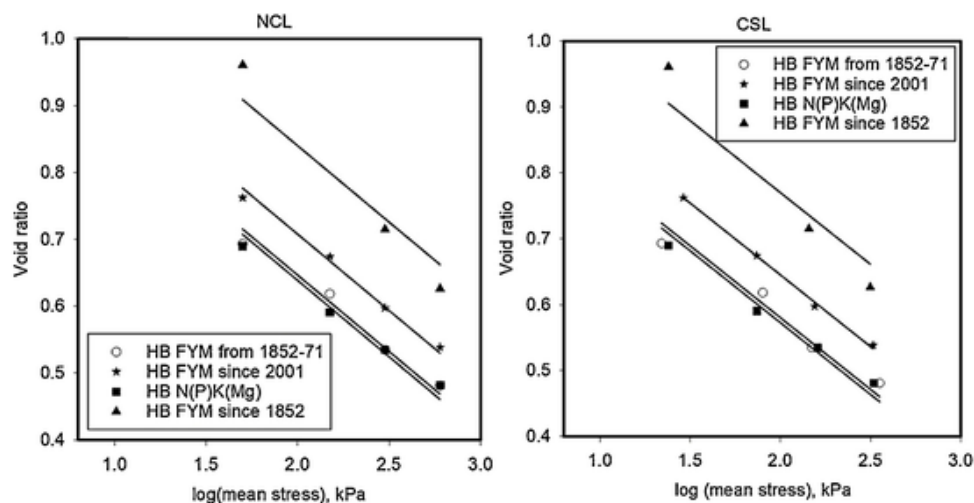 NCL
1.0
0.9
0.8
0.7
0.6
0.5
0.4
Void ratio
HB FYM from 1852-71
HB FYM since 2001
HB N(P)K(Mg)
HB FYM since 1852
1.0 1.5 2.0 2.5 3.0
log(mean stress), kPa
CSL
1.0
0.9
0.8
0.7
0.6
0.5
0.4
Void ratio
HB FYM from 1852-71
HB FYM since 2001
HB N(P)K(Mg)
HB FYM since 1852
1.0 1.5 2.0 2.5 3.0
log (mean stress), kPa